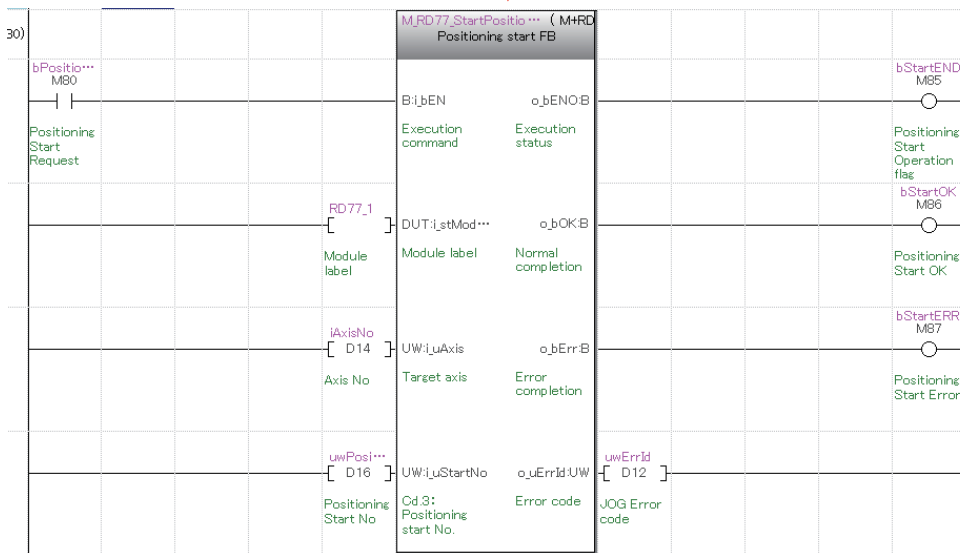 M_RD77_StartPositio… ( M+RD
Positioning start FB
30)
bPositio…
M80
bStartEND
M85
B:i_bEN
o_bENO:B
Positioning
Start
Request
Execution
command
Execution
status
Positioning
Start
Operation
flag
bStartOK
M86
RD77_1
DUT:i_stMod…
o_bOK:B
Module
label
Module label
Normal
completion
Positioning
Start OK
bStartERR
M87
iAxisNo
D14
UW:i_uAxis
o_bErr:B
Axis No
Target axis
Error
completion
Positioning
Start Error
uwPosi…
D16
UW:i_uStartNo
o_uErrId:UW
uwErrId
D12
Positioning
Start No
Cd.3:
Positioning
start No.
Error code
JOG Error
code